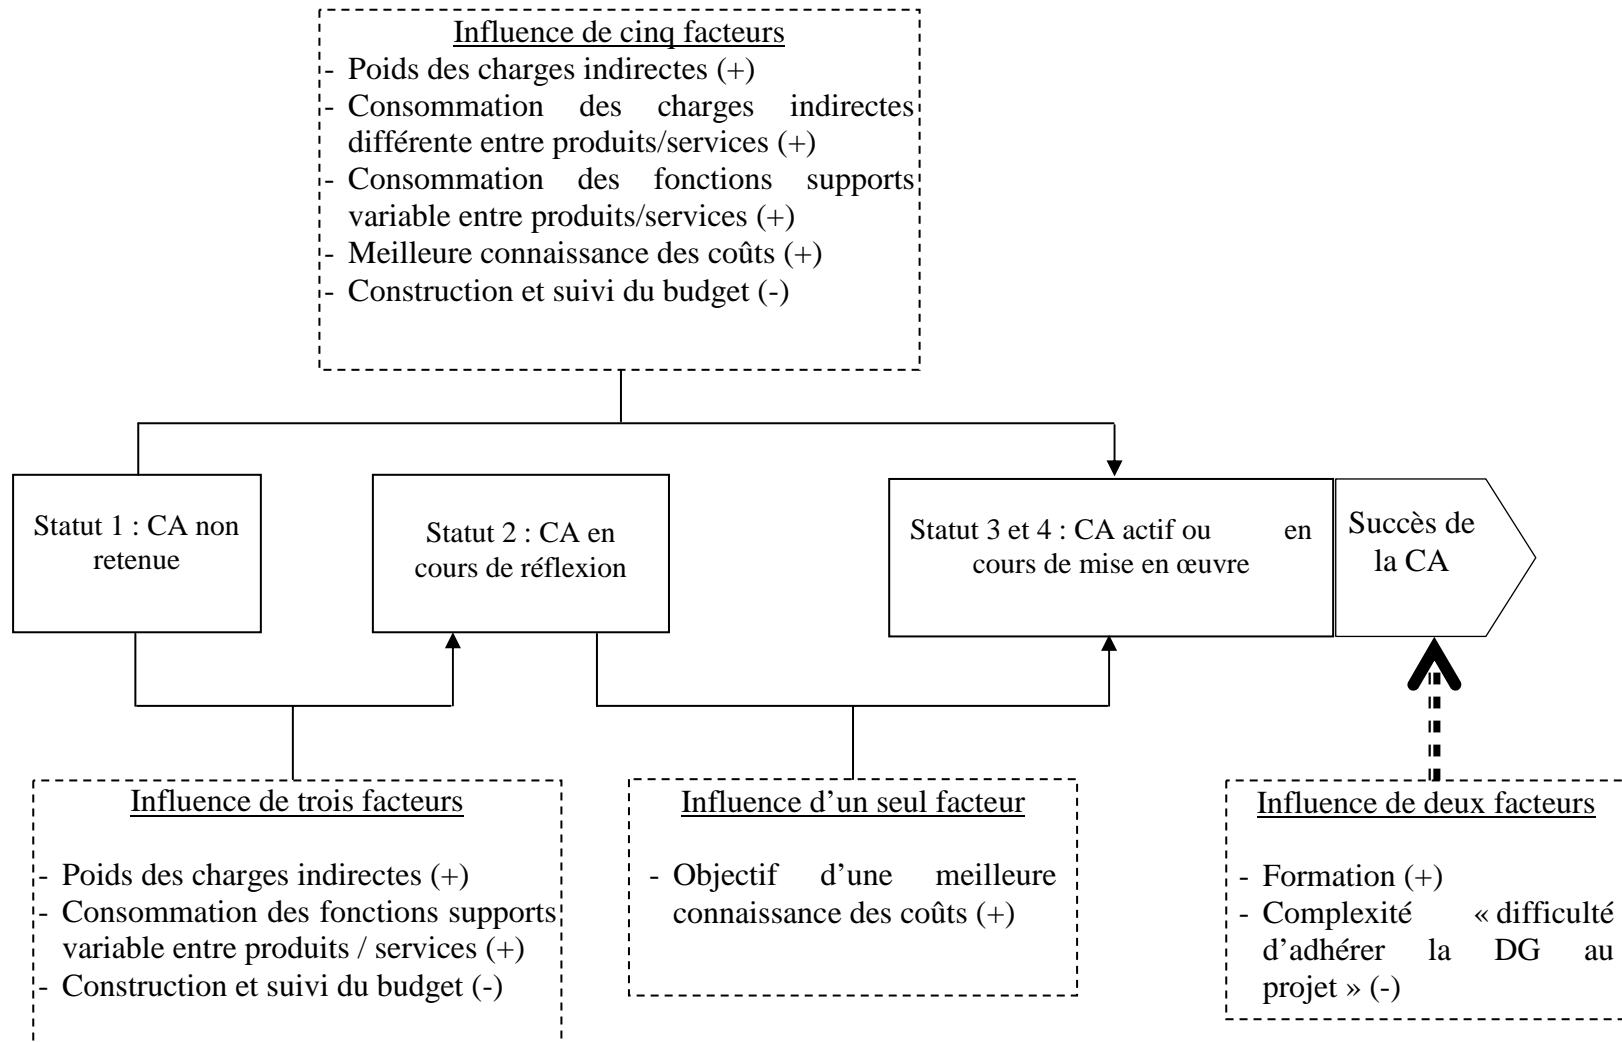 Influence de cinq facteurs
- Poids des charges indirectes (+)
- Consommation des charges indirectes
différente entre produits/services (+)
- Consommation des fonctions supports
variable entre produits/services (+)
- Meilleure connaissance des coûts (+)
- Construction et suivi du budget (-)
Statut 1 : CA non
retenue
Statut 2 : CA en
cours de réflexion
Statut 3 et 4 : CA actif ou en
cours de mise en œuvre
Succès de
la CA
Influence de trois facteurs
- Poids des charges indirectes (+)
- Consommation des fonctions supports
variable entre produits / services (+)
- Construction et suivi du budget (-)
Influence d’un seul facteur
- Objectif d’une meilleure
connaissance des coûts (+)
Influence de deux facteurs
- Formation (+)
- Complexité « difficulté
d’adhérer la DG au
projet » (-)